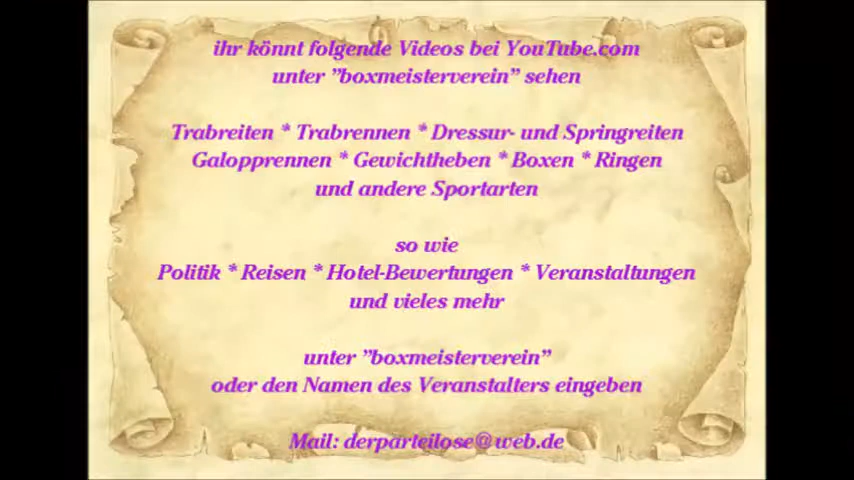 ihr könnt folgende Videos bei YouTube.com
unter "boxmeisterverein" sehen
Trabreiten * Trabrennen * Dressur- und Springreiten
Galopprennen * Gewichtheben * Boxen * Ringen
und andere Sportarten
so wie
Politik * Reisen * Hotel-Bewertungen * Veranstaltungen
und vieles mehr
unter "boxmeisterverein"
oder den Namen des Veranstalters eingeben
Mail: derparteilose@web.de